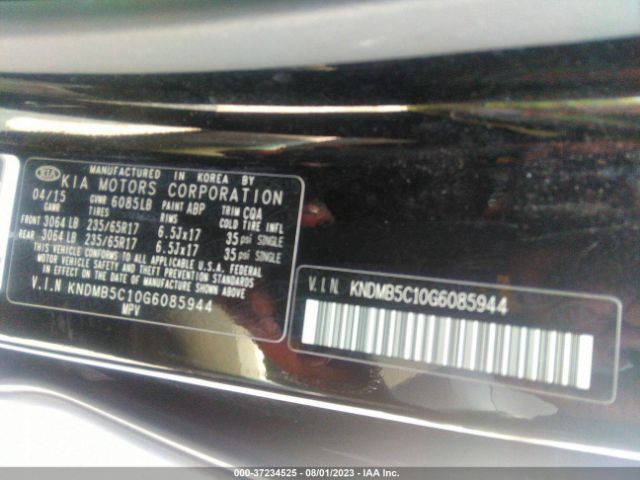 MANUFACTURED IN KOREA BY
KIA KIA MOTORS CORPORATION
04/15 GVWR 6085LB PAINT ABP TRIM CQA
GAWR TIRES RIMS COLD TIRE INFL
FRONT 3064 LB 235/65R17 6.5Jx17 35 psi SINGLE
REAR 3064 LB 235/65R17 6.5Jx17 35 psi SINGLE
THIS VEHICLE CONFORMS TO ALL APPLICABLE U.S.A. FEDERAL
MOTOR VEHICLE SAFETY AND THEFT PREVENTION STANDARDS
IN EFFECT ON THE DATE OF MANUFACTURE SHOWN ABOVE.
V.I.N KNDMB5C10G6085944
MPV
V.I.N. KNDMB5C10G6085944
000-37234525 - 08/01/2023 - Copart IAA Inc.